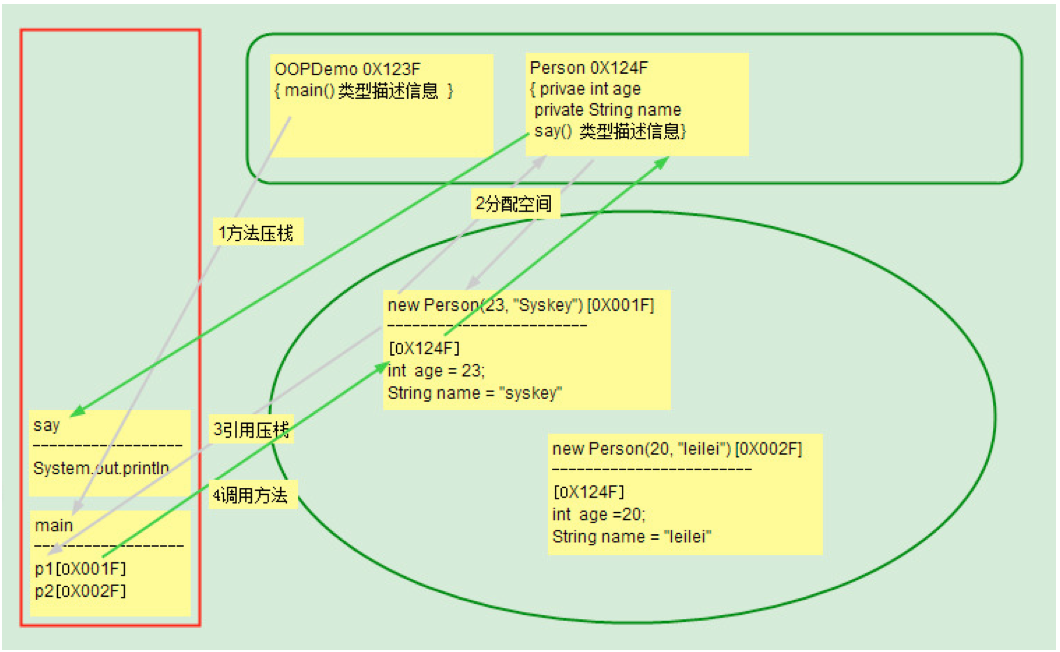 OOPDemo 0X123F
{ main() 类型描述信息 }
Person 0X124F
{ privae int age
private String name
say() 类型描述信息}
2分配空间
1方法压栈
new Person(23, "Syskey") [0X001F]
------------------------
[0X124F]
int age = 23;
String name = "syskey"
say
------------------
System.out.println
3引用压栈
4调用方法
new Person(20, "leilei") [0X002F]
------------------------
[0X124F]
int age =20;
String name = "leilei"
main
------------------
p1[0X001F]
p2[0X002F]